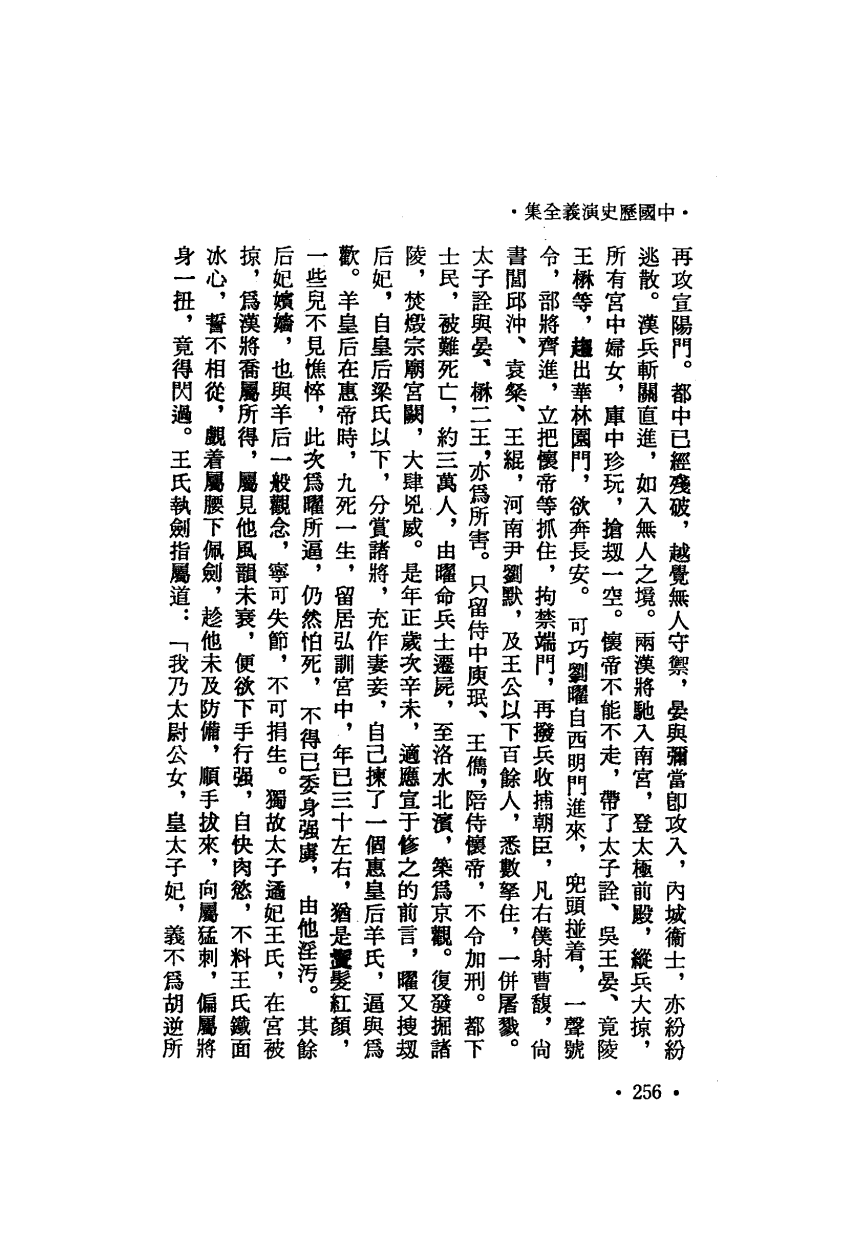 ·中國歷史演義全集·
再攻宣陽門。都中已經殘破，越覺無人守禦，晏與彌當卽攻入，內城衞士，亦紛紛
逃散。漢兵斬關直進，如入無人之境。兩漢將馳入南宮，登太極前殿，縱兵大掠，
所有宮中婦女，庫中珍玩，搶刼一空。懷帝不能不走，帶了太子詮、吳王晏、竟陵
王楙等，趨出華林園門，欲奔長安。可巧劉曜自西明門進來，兜頭碰着，一聲號
令，部將齊進，立把懷帝等抓住，拘禁端門，再撥兵收捕朝臣，凡右僕射曹馥，尙
書閭邱沖、袁粲、王緄，河南尹劉默，及王公以下百餘人，悉數拏住，一併屠戮。
太子詮與晏、楙二王，亦爲所害。只留侍中庾珉、王儁，陪侍懷帝，不令加刑。都下
士民，被難死亡，約三萬人，由曜命兵士遷屍，至洛水北濱，築爲京觀。復發掘諸
陵，焚燬宗廟宮闕，大肆兇威。是年正歲次辛未，適應宣于修之的前言，曜又搜刼
后妃，自皇后梁氏以下，分賞諸將，充作妻妾，自己揀了一個惠皇后羊氏，逼與爲
歡。羊皇后在惠帝時，九死一生，留居弘訓宮中，年已三十左右，猶是鬒髮紅顏，
一些兒不見憔悴，此次爲曜所逼，仍然怕死，不得已委身强虜，由他淫污。其餘
后妃嬪嬙，也與羊后一般觀念，寧可失節，不可捐生。獨故太子遹妃王氏，在宮被
掠，爲漢將喬屬所得，屬見他風韻未衰，便欲下手行强，自快肉慾，不料王氏鐵面
冰心，誓不相從，覷着屬腰下佩劍，趁他未及防備，順手拔來，向屬猛刺，偏屬將
身一扭，竟得閃過。王氏執劍指屬道：「我乃太尉公女，皇太子妃，義不爲胡逆所
·256·